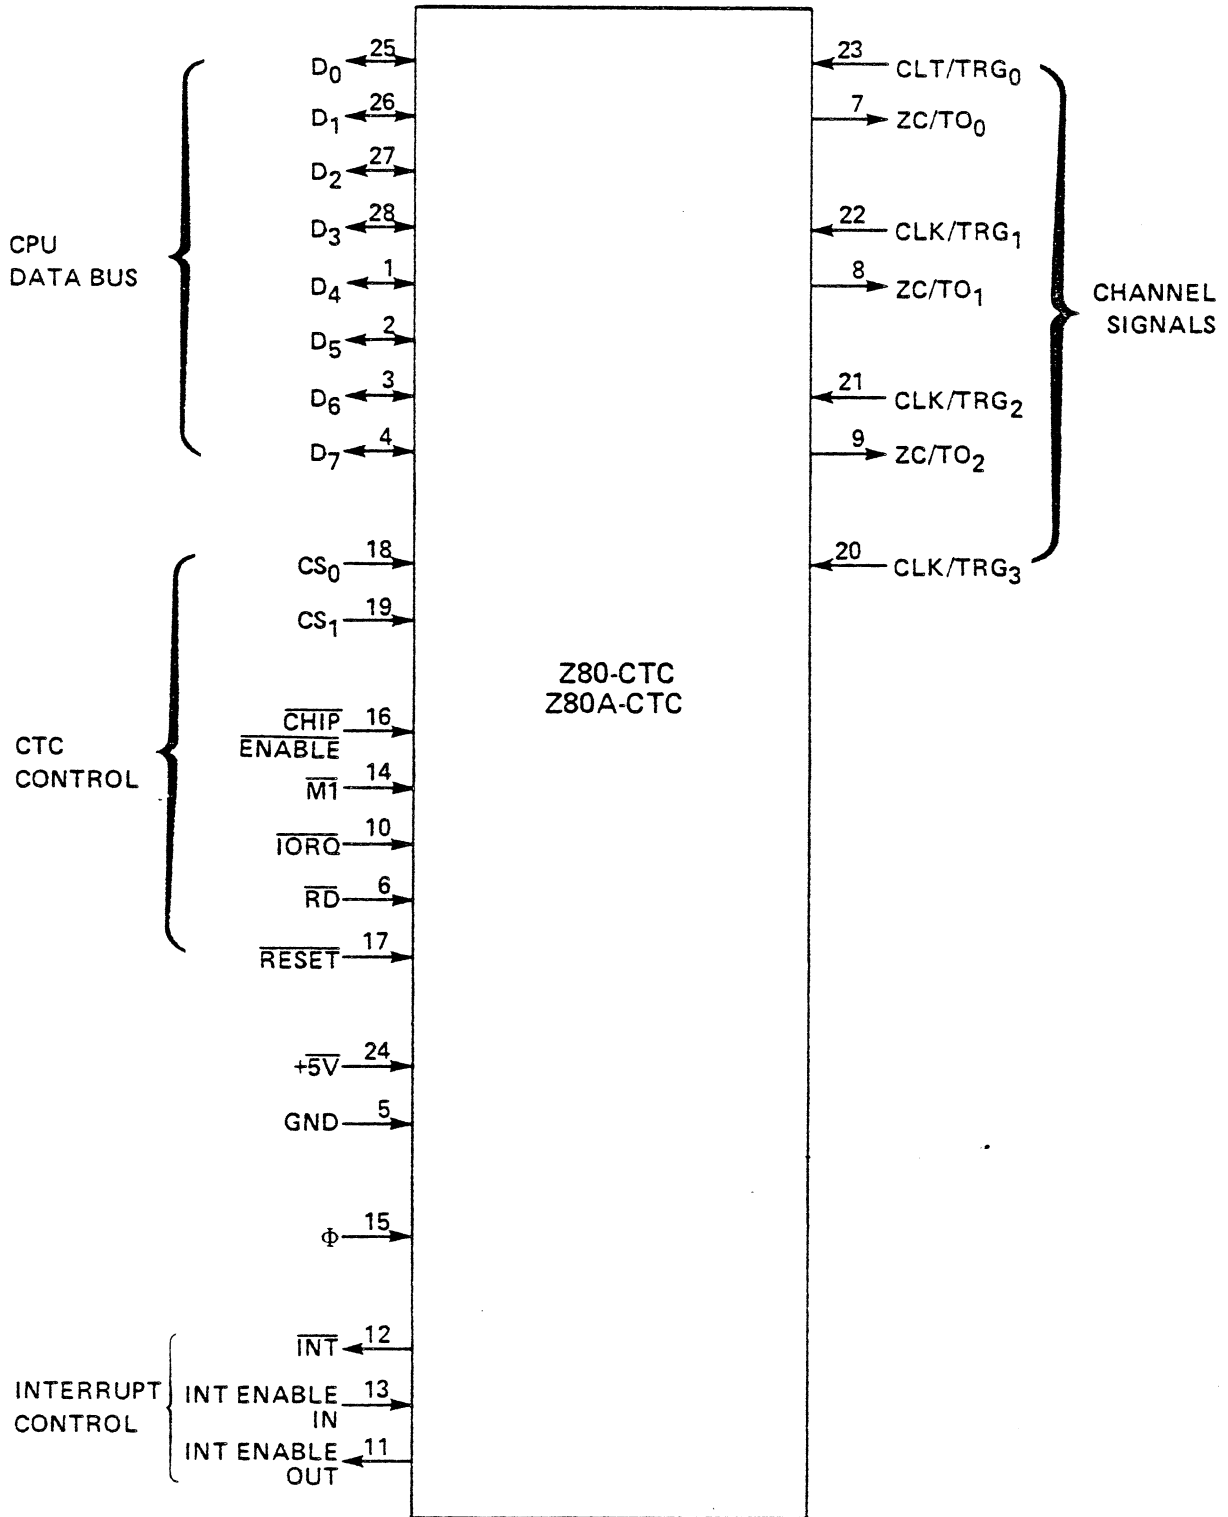 25
D0
26
D1
27
D2
28
D3
1
D4
2
D5
3
D6
4
D7
CPU
DATA BUS
18
CS0
19
CS1
16
CHIP
ENABLE
14
M1
10
IORQ
6
RD
17
RESET
CTC
CONTROL
24
+5V
5
GND
15
Φ
12
INT
13
INT ENABLE
IN
11
INT ENABLE
OUT
INTERRUPT
CONTROL
Z80-CTC
Z80A-CTC
23
CLT/TRG0
7
ZC/TO0
22
CLK/TRG1
8
ZC/TO1
21
CLK/TRG2
9
ZC/TO2
20
CLK/TRG3
CHANNEL
SIGNALS